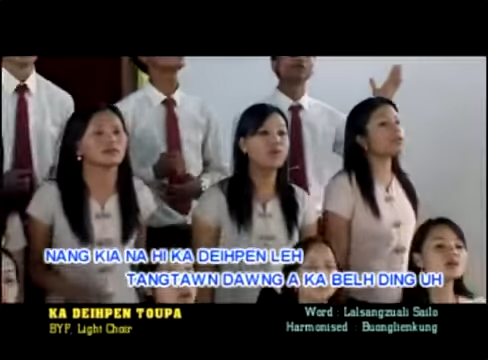 NANG KIA NA HI KA DEIHPEN LEH
TANGTAWN DAWNG A KA BELH DING UH
KA DEIHPEN TOUPA
BYF. Light Choir
Word : Lalsangzuali Sailo
Harmonised : Buonglienkung